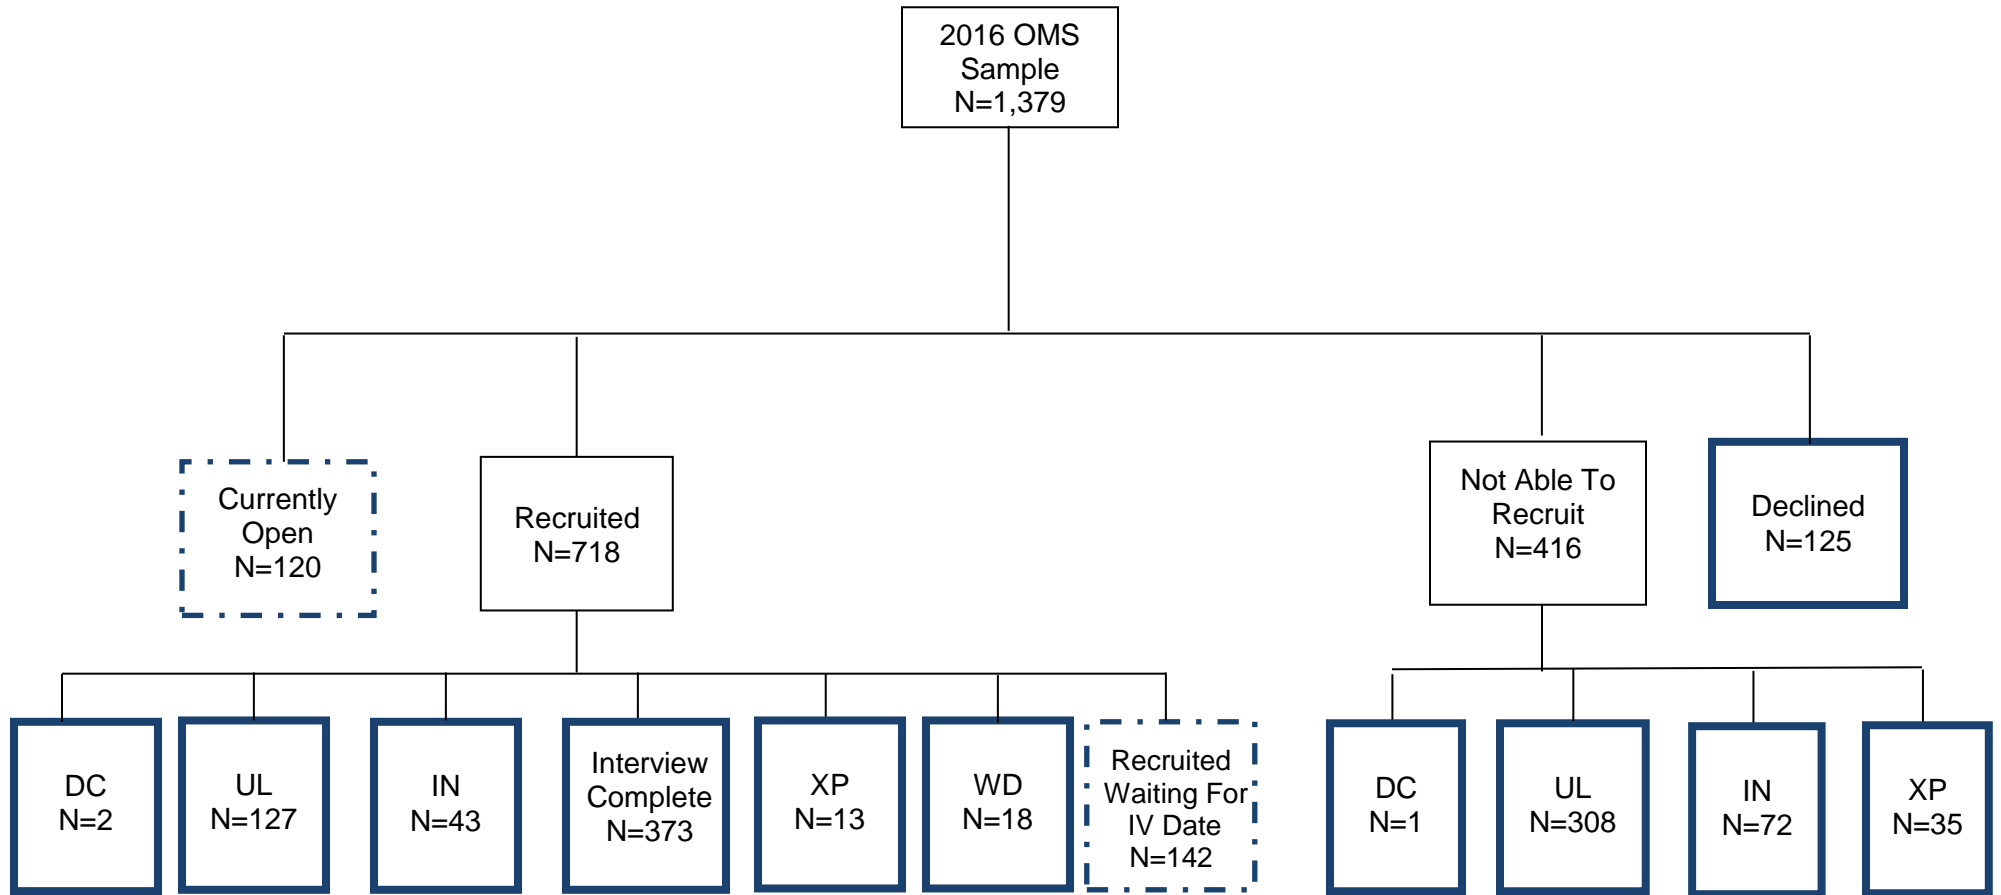 2016 OMS
Sample
N=1,379
Currently
Open
N=120
Recruited
N=718
Not Able To
Recruit
N=416
Declined
N=125
DC
N=2
UL
N=127
IN
N=43
Interview
Complete
N=373
XP
N=13
WD
N=18
Recruited
Waiting For
IV Date
N=142
DC
N=1
UL
N=308
IN
N=72
XP
N=35